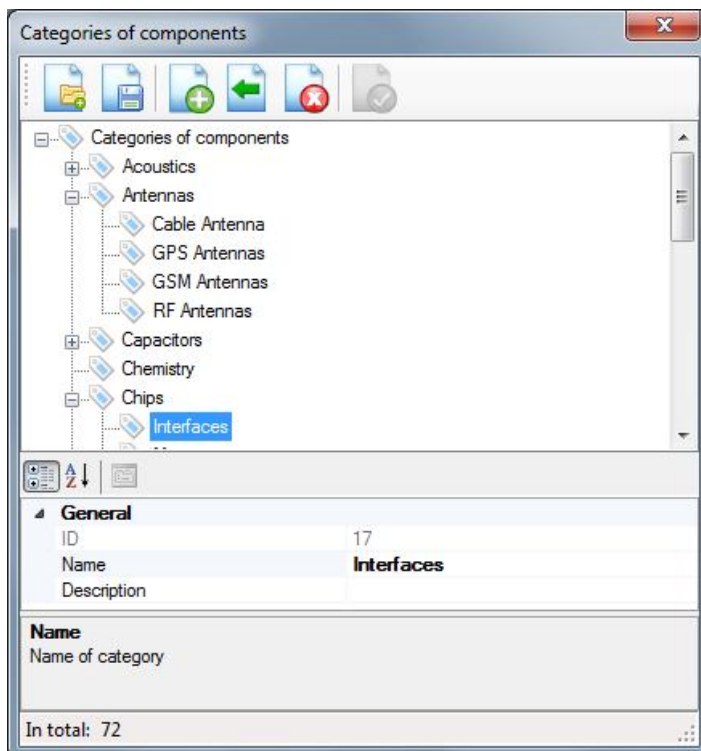 Categories of components
Categories of components
Acoustics
Antennas
Cable Antenna
GPS Antennas
GSM Antennas
RF Antennas
Capacitors
Chemistry
Chips
Interfaces
A
Z
General
ID 17
Name Interfaces
Description
Name
Name of category
In total: 72